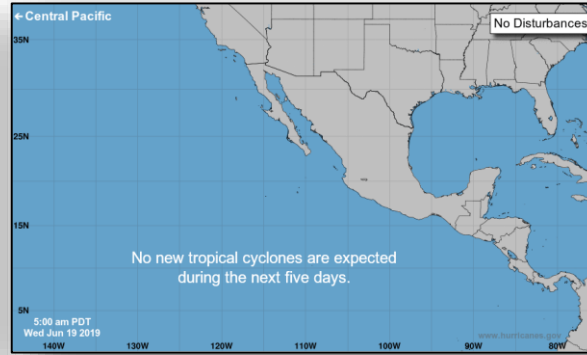 ← Central Pacific
No Disturbances
35N
25N
15N
No new tropical cyclones are expected
during the next five days.
5N
5:00 am PDT
Wed Jun 19 2019
www.hurricanes.gov
140W 130W 120W 110W 100W 90W 80W